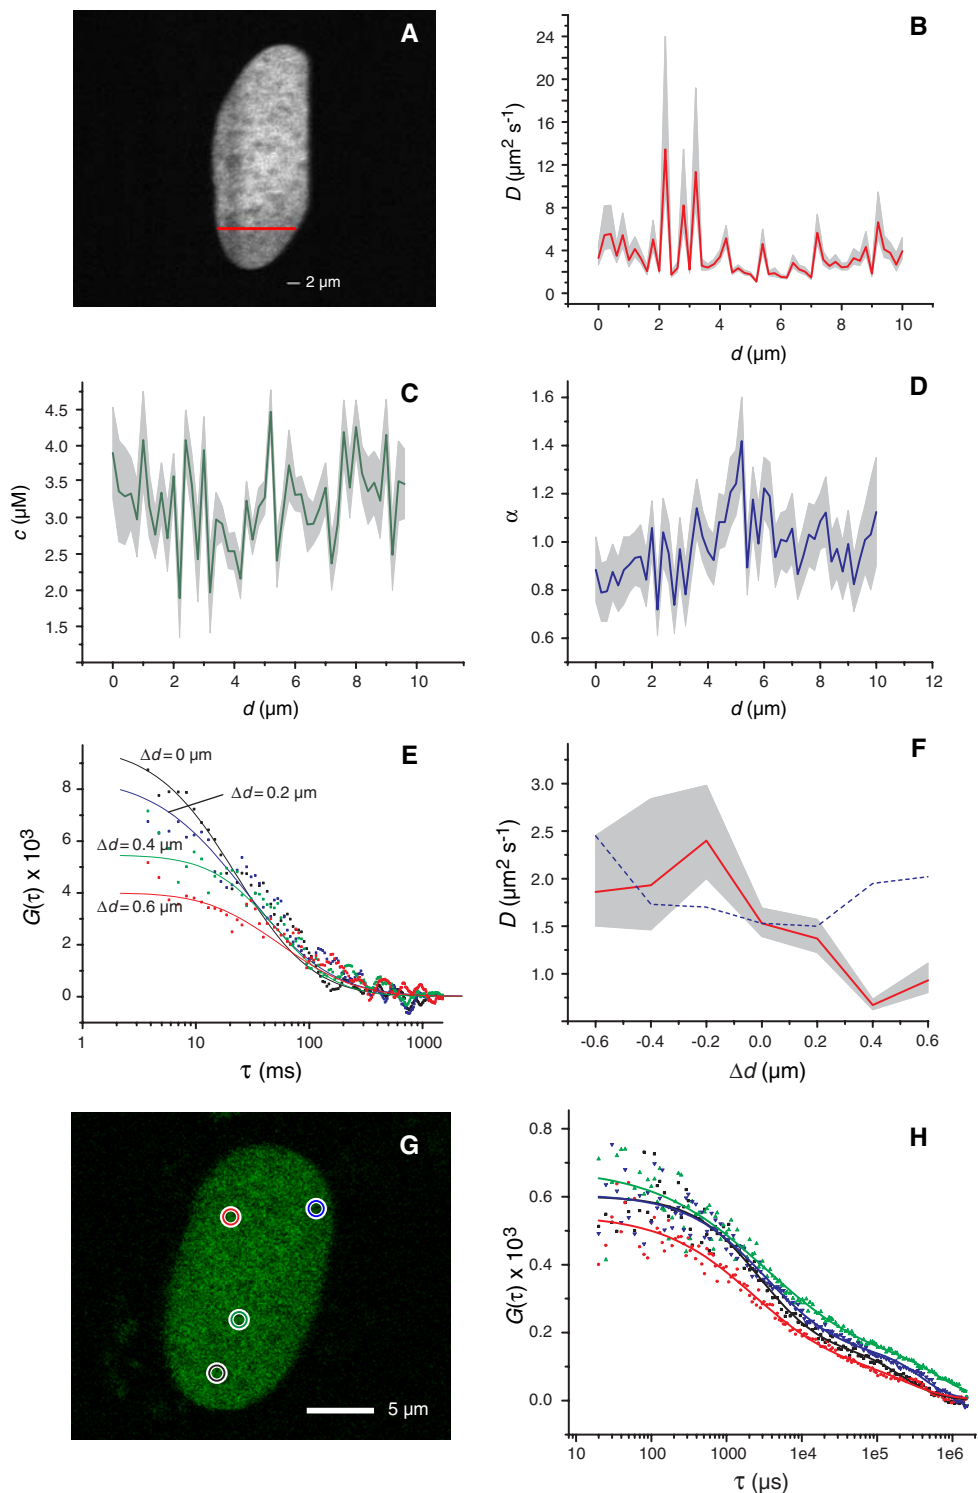 A
2 µm
B
D (µm² s⁻¹)
24
20
16
12
8
4
0
0 2 4 6 8 10
d (µm)
C
c (µM)
4.5
4.0
3.5
3.0
2.5
2.0
1.5
0 2 4 6 8 10
d (µm)
D
α
1.6
1.4
1.2
1.0
0.8
0.6
0 2 4 6 8 10 12
d (µm)
E
G(τ) x 10³
8
6
4
2
0
Δd = 0 µm
Δd = 0.2 µm
Δd = 0.4 µm
Δd = 0.6 µm
1 10 100 1000
τ (ms)
F
D (µm² s⁻¹)
3.0
2.5
2.0
1.5
1.0
-0.6 -0.4 -0.2 0.0 0.2 0.4 0.6
Δd (µm)
G
5 µm
H
G(τ) x 10³
0.8
0.6
0.4
0.2
0.0
10 100 1000 1e4 1e5 1e6
τ (µs)